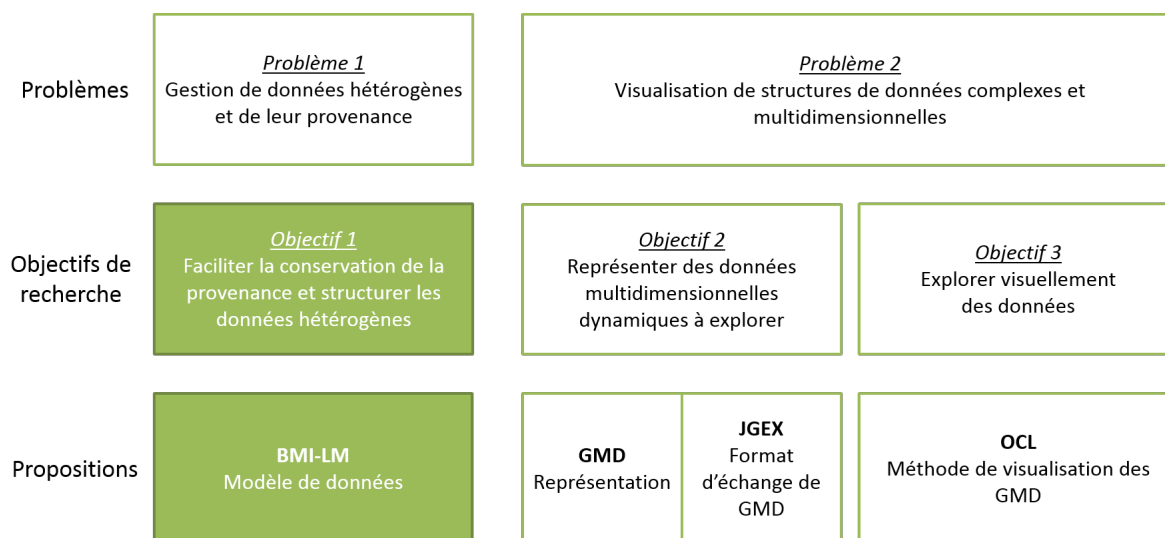 Problèmes
Problème 1
Gestion de données hétérogènes
et de leur provenance
Problème 2
Visualisation de structures de données complexes et
multidimensionnelles
Objectifs de
recherche
Objectif 1
Faciliter la conservation de la
provenance et structurer les
données hétérogènes
Objectif 2
Représenter des données
multidimensionnelles
dynamiques à explorer
Objectif 3
Explorer visuellement
des données
Propositions
BMI-LM
Modèle de données
GMD
Représentation
JGEX
Format
d’échange de
GMD
OCL
Méthode de visualisation des
GMD